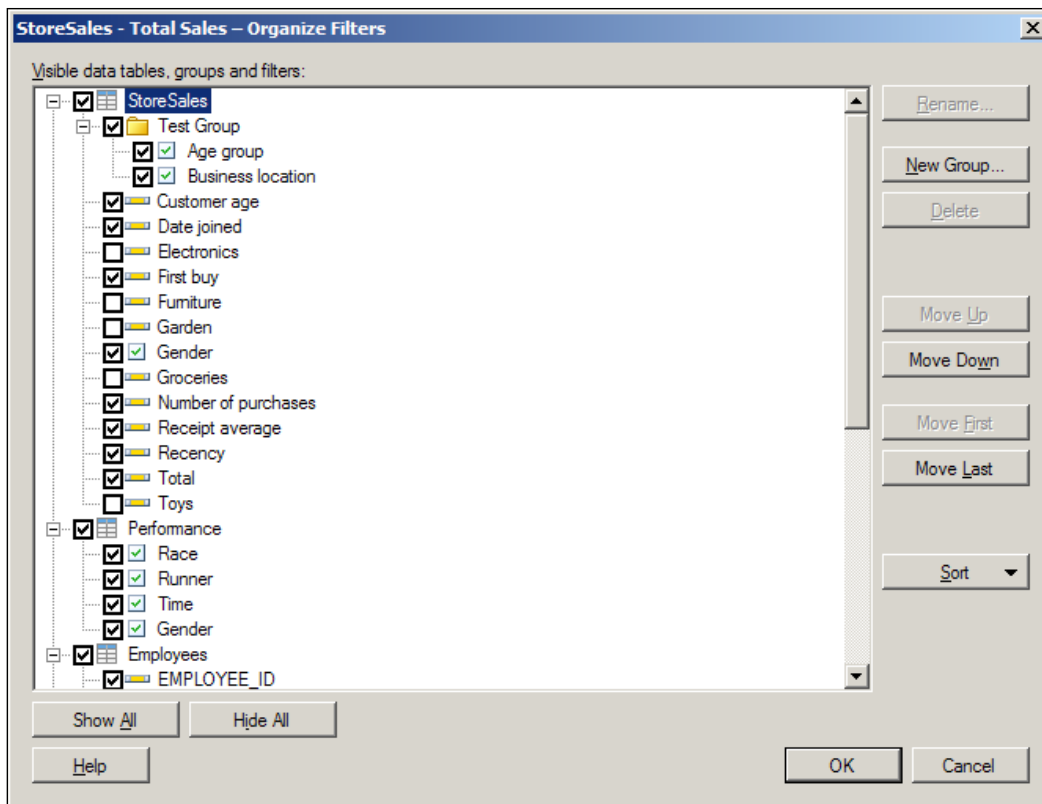 StoreSales - Total Sales – Organize Filters
Visible data tables, groups and filters:
StoreSales
Test Group
Age group
Business location
Customer age
Date joined
Electronics
First buy
Furniture
Garden
Gender
Groceries
Number of purchases
Receipt average
Recency
Total
Toys
Performance
Race
Runner
Time
Gender
Employees
EMPLOYEE_ID
Rename...
New Group...
Delete
Move Up
Move Down
Move First
Move Last
Sort
Show All
Hide All
Help
OK
Cancel